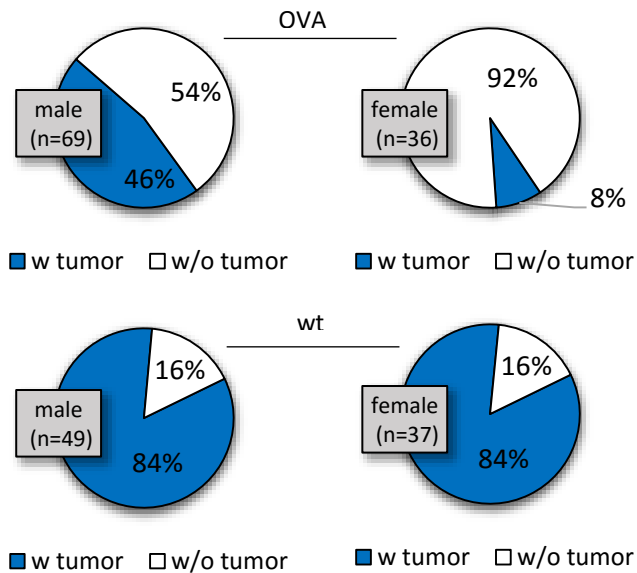 OVA
male
(n=69)
54%
46%
female
(n=36)
92%
8%
w tumor w/o tumor
w tumor w/o tumor
wt
male
(n=49)
16%
84%
female
(n=37)
16%
84%
w tumor w/o tumor
w tumor w/o tumor